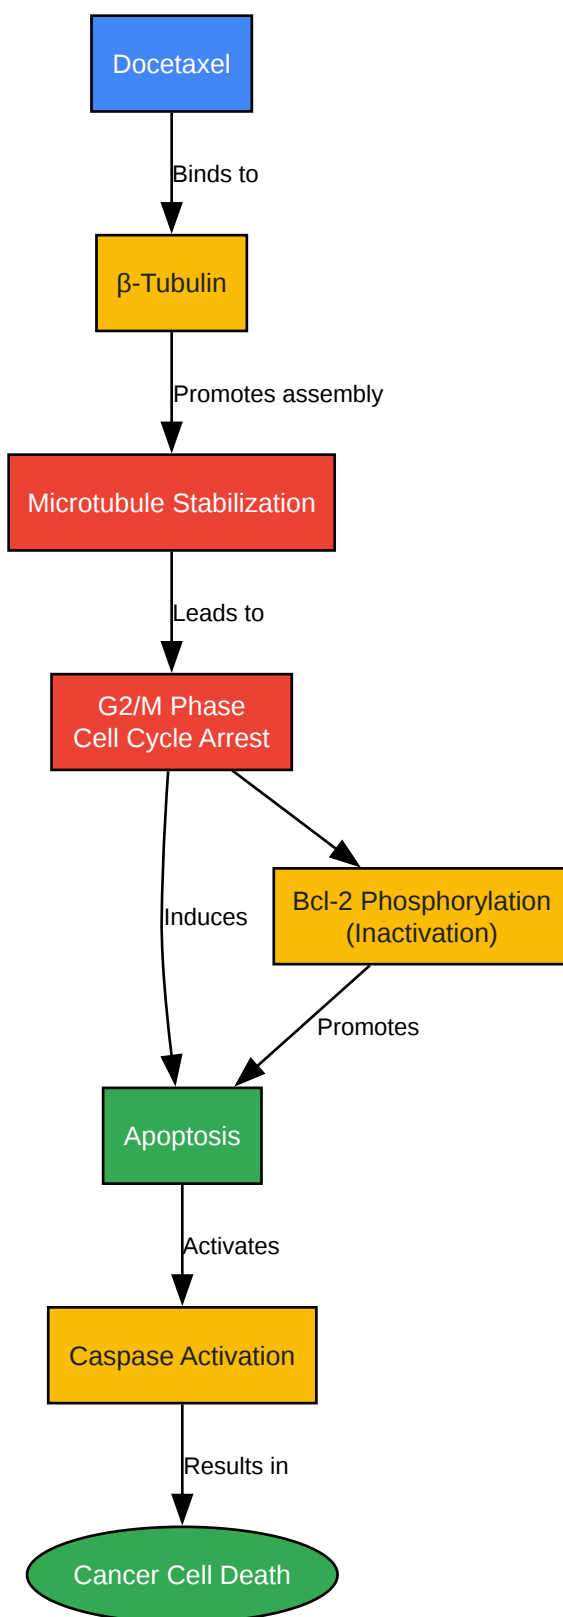 Docetaxel
Binds to
β-Tubulin
Promotes assembly
Microtubule Stabilization
Leads to
G2/M Phase
Cell Cycle Arrest
Bcl-2 Phosphorylation
(Inactivation)
Induces
Promotes
Apoptosis
Activates
Caspase Activation
Results in
Cancer Cell Death